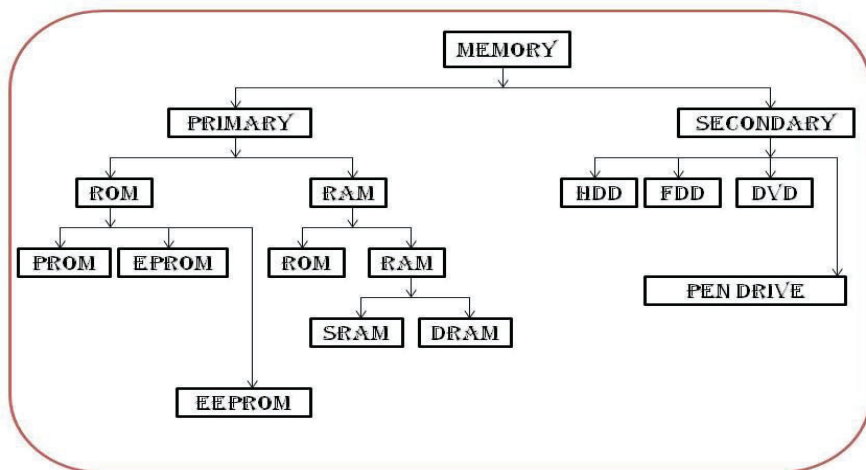 MEMORY
PRIMARY
SECONDARY
ROM
RAM
HDD
FDD
DVD
PROM
EPROM
ROM
RAM
PEN DRIVE
SRAM
DRAM
EEPROM